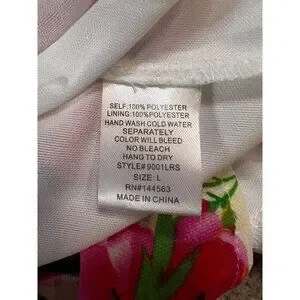 SELF:100% POLYESTER
LINING:100%POLYESTER
HAND WASH COLD WATER
SEPARATELY
COLOR WILL BLEED
NO BLEACH
HANG TO DRY
STYLE#9001LRS
SIZE: L
RN#144563
MADE IN CHINA